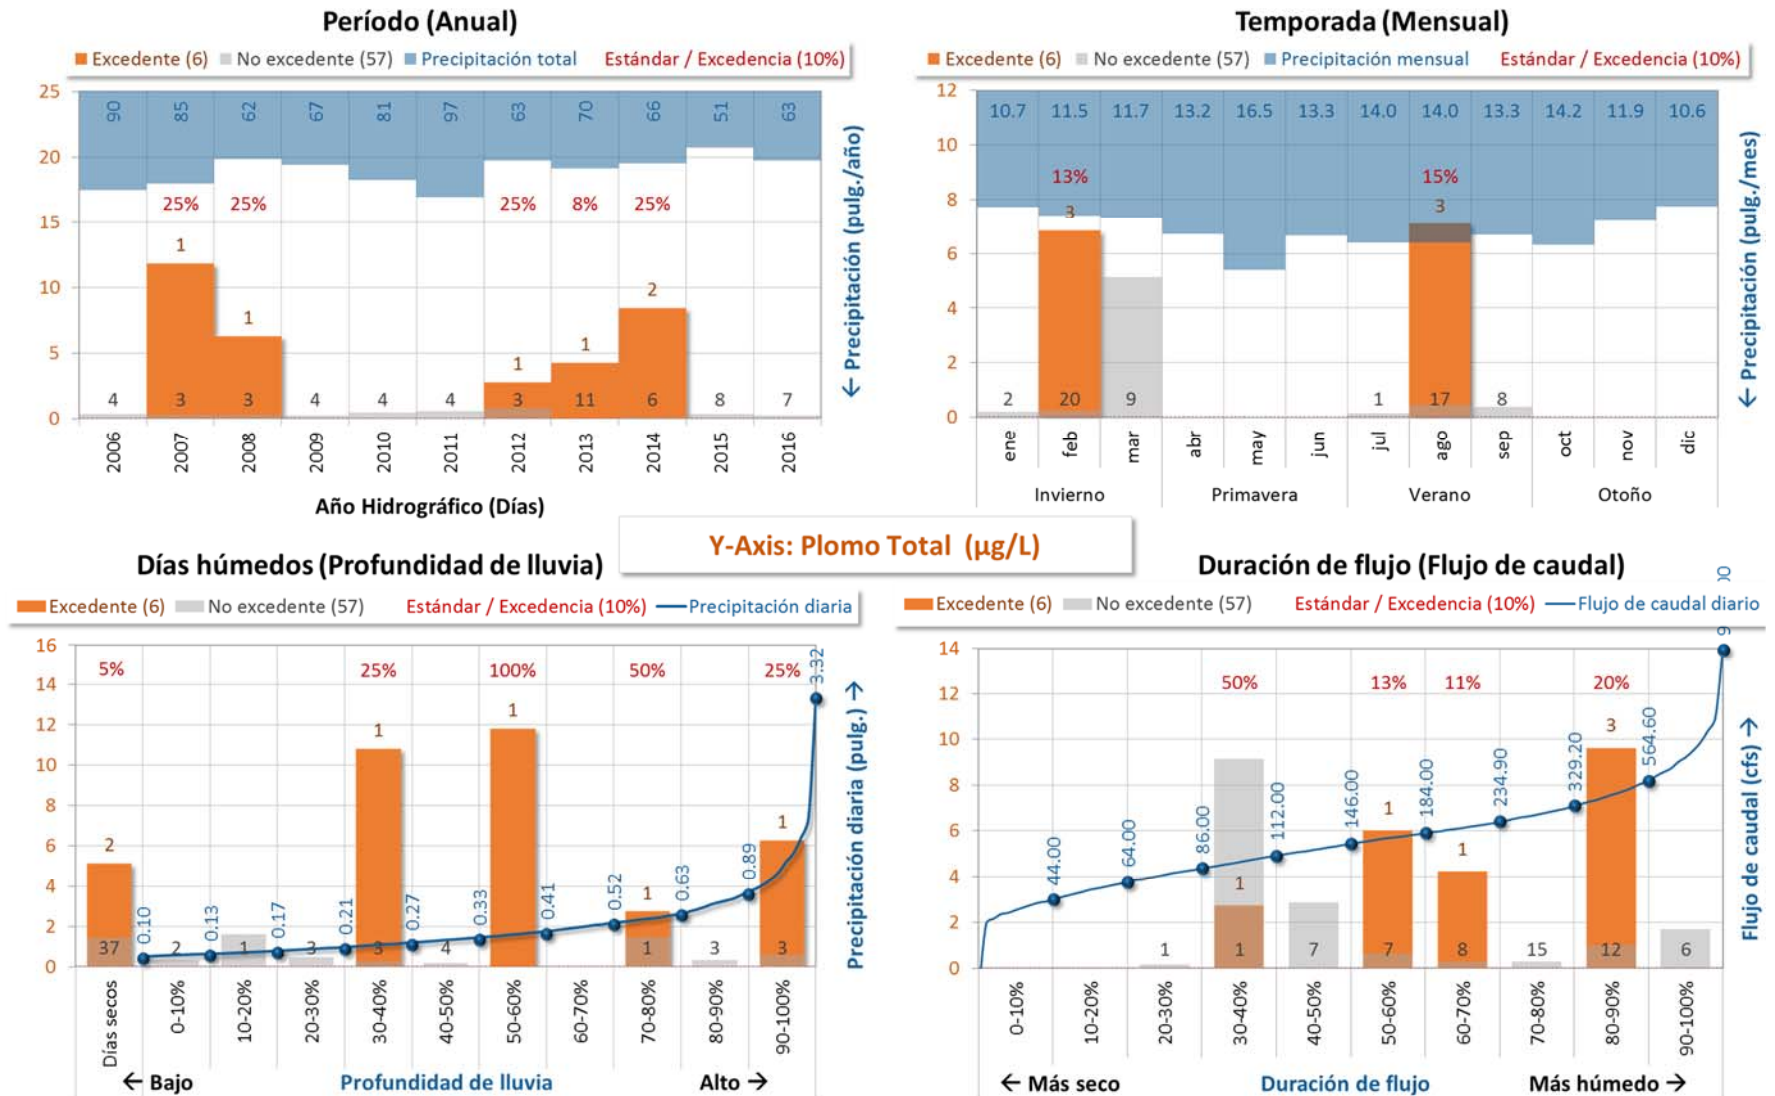 Período (Anual)
Excedente (6) No excedente (57) Precipitación total Estándar / Excedencia (10%)
25
20
15
10
5
0
90 85 62 67 81 97 63 70 66 51 63
25% 25% 25% 8% 25%
1 1 1 1 2
4 3 3 4 4 4 3 11 6 8 7
2006 2007 2008 2009 2010 2011 2012 2013 2014 2015 2016
Año Hidrográfico (Días)
← Precipitación (pulg./año)
Temporada (Mensual)
Excedente (6) No excedente (57) Precipitación mensual Estándar / Excedencia (10%)
12
10
8
6
4
2
0
10.7 11.5 11.7 13.2 16.5 13.3 14.0 14.0 13.3 14.2 11.9 10.6
13% 15%
3 3
2 20 9 1 17 8
ene feb mar abr may jun jul ago sep oct nov dic
Invierno Primavera Verano Otoño
← Precipitación (pulg./mes)
Y-Axis: Plomo Total (µg/L)
Días húmedos (Profundidad de lluvia)
Excedente (6) No excedente (57) Estándar / Excedencia (10%) Precipitación diaria
16
14
12
10
8
6
4
2
0
5% 25% 100% 50% 25%
2 1 1 1 1
0.10 0.13 0.17 0.21 0.27 0.33 0.41 0.52 0.63 0.89 3.32
37 2 1 3 3 4 1 3 3
Días secos 0-10% 10-20% 20-30% 30-40% 40-50% 50-60% 60-70% 70-80% 80-90% 90-100%
← Bajo Profundidad de lluvia Alto →
Precipitación diaria (pulg.) →
Duración de flujo (Flujo de caudal)
Excedente (6) No excedente (57) Estándar / Excedencia (10%) Flujo de caudal diario
14
12
10
8
6
4
2
0
50% 13% 11% 20%
1 1 1 3
44.00 64.00 86.00 112.00 146.00 184.00 234.90 329.20 564.60
1 1 7 7 8 15 12 6
0-10% 10-20% 20-30% 30-40% 40-50% 50-60% 60-70% 70-80% 80-90% 90-100%
← Más seco Duración de flujo Más húmedo →
Flujo de caudal (cfs) →